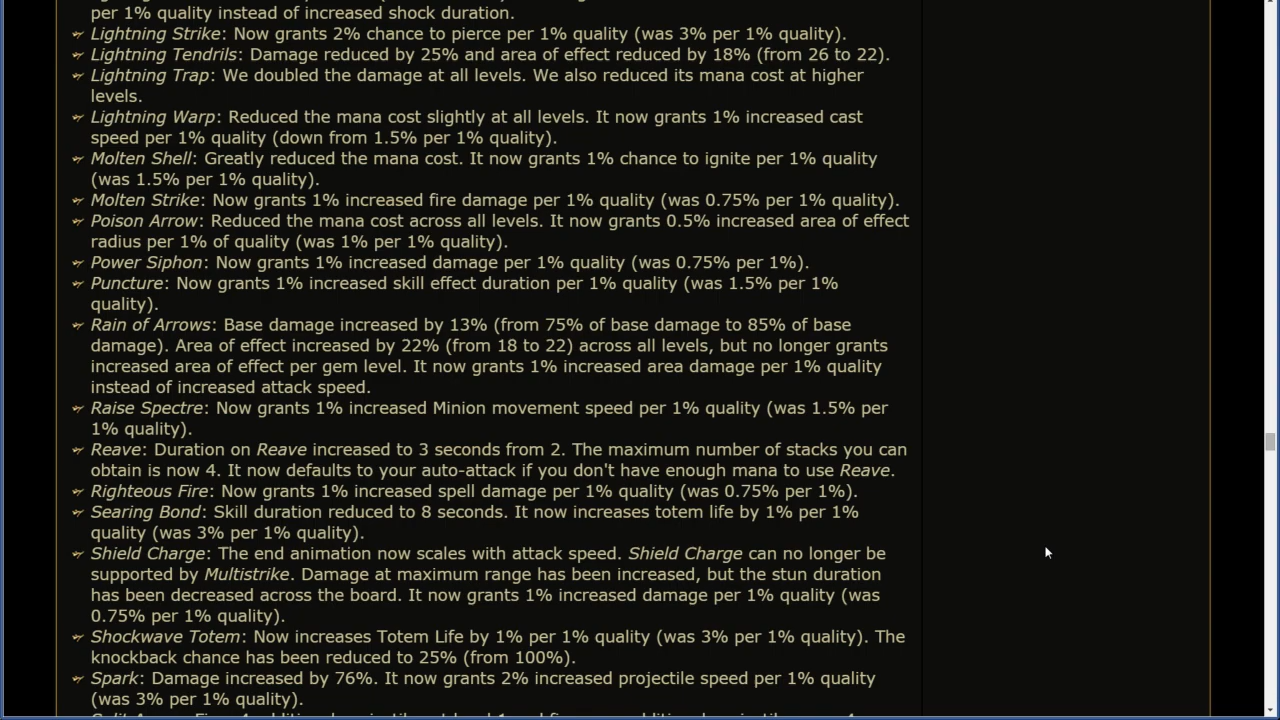 per 1% quality instead of increased shock duration.
Lightning Strike: Now grants 2% chance to pierce per 1% quality (was 3% per 1% quality).
Lightning Tendrils: Damage reduced by 25% and area of effect reduced by 18% (from 26 to 22).
Lightning Trap: We doubled the damage at all levels. We also reduced its mana cost at higher
levels.
Lightning Warp: Reduced the mana cost slightly at all levels. It now grants 1% increased cast
speed per 1% quality (down from 1.5% per 1% quality).
Molten Shell: Greatly reduced the mana cost. It now grants 1% chance to ignite per 1% quality
(was 1.5% per 1% quality).
Molten Strike: Now grants 1% increased fire damage per 1% quality (was 0.75% per 1% quality).
Poison Arrow: Reduced the mana cost across all levels. It now grants 0.5% increased area of effect
radius per 1% of quality (was 1% per 1% quality).
Power Siphon: Now grants 1% increased damage per 1% quality (was 0.75% per 1%).
Puncture: Now grants 1% increased skill effect duration per 1% quality (was 1.5% per 1%
quality).
Rain of Arrows: Base damage increased by 13% (from 75% of base damage to 85% of base
damage). Area of effect increased by 22% (from 18 to 22) across all levels, but no longer grants
increased area of effect per gem level. It now grants 1% increased area damage per 1% quality
instead of increased attack speed.
Raise Spectre: Now grants 1% increased Minion movement speed per 1% quality (was 1.5% per
1% quality).
Reave: Duration on Reave increased to 3 seconds from 2. The maximum number of stacks you can
obtain is now 4. It now defaults to your auto-attack if you don't have enough mana to use Reave.
Righteous Fire: Now grants 1% increased spell damage per 1% quality (was 0.75% per 1%).
Searing Bond: Skill duration reduced to 8 seconds. It now increases totem life by 1% per 1%
quality (was 3% per 1% quality).
Shield Charge: The end animation now scales with attack speed. Shield Charge can no longer be
supported by Multistrike. Damage at maximum range has been increased, but the stun duration
has been decreased across the board. It now grants 1% increased damage per 1% quality (was
0.75% per 1% quality).
Shockwave Totem: Now increases Totem Life by 1% per 1% quality (was 3% per 1% quality). The
knockback chance has been reduced to 25% (from 100%).
Spark: Damage increased by 76%. It now grants 2% increased projectile speed per 1% quality
(was 3% per 1% quality).